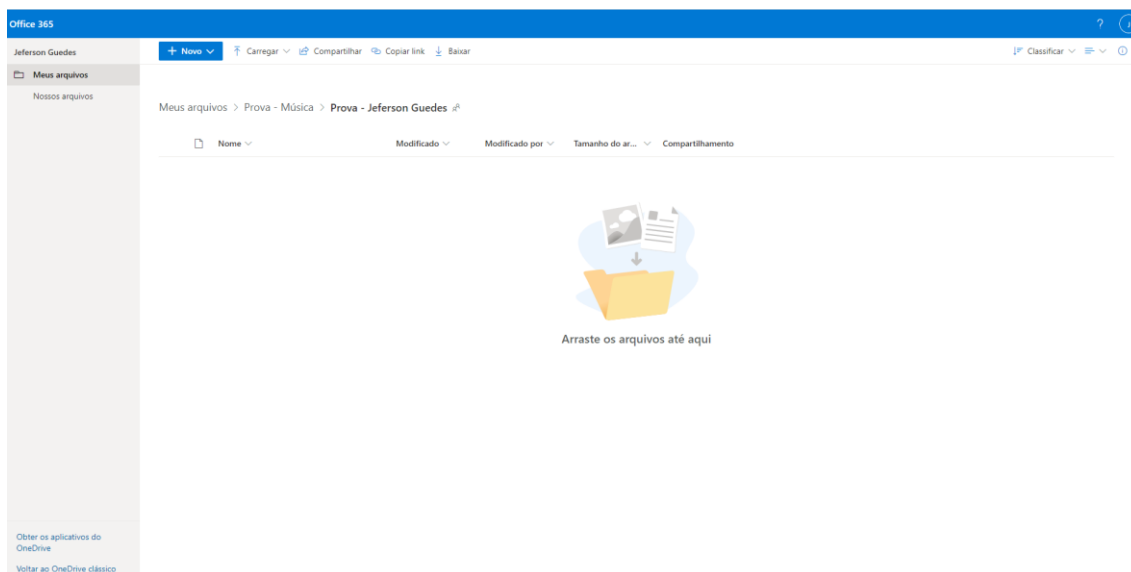 Office 365
?
Jeferson Guedes
Novo
Carregar
Compartilhar
Copiar link
Baixar
Classificar
Meus arquivos
Nossos arquivos
Meus arquivos > Prova - Música > Prova - Jeferson Guedes
Nome
Modificado
Modificado por
Tamanho do ar...
Compartilhamento
Arraste os arquivos até aqui
Obter os aplicativos do
OneDrive
Voltar ao OneDrive clássico